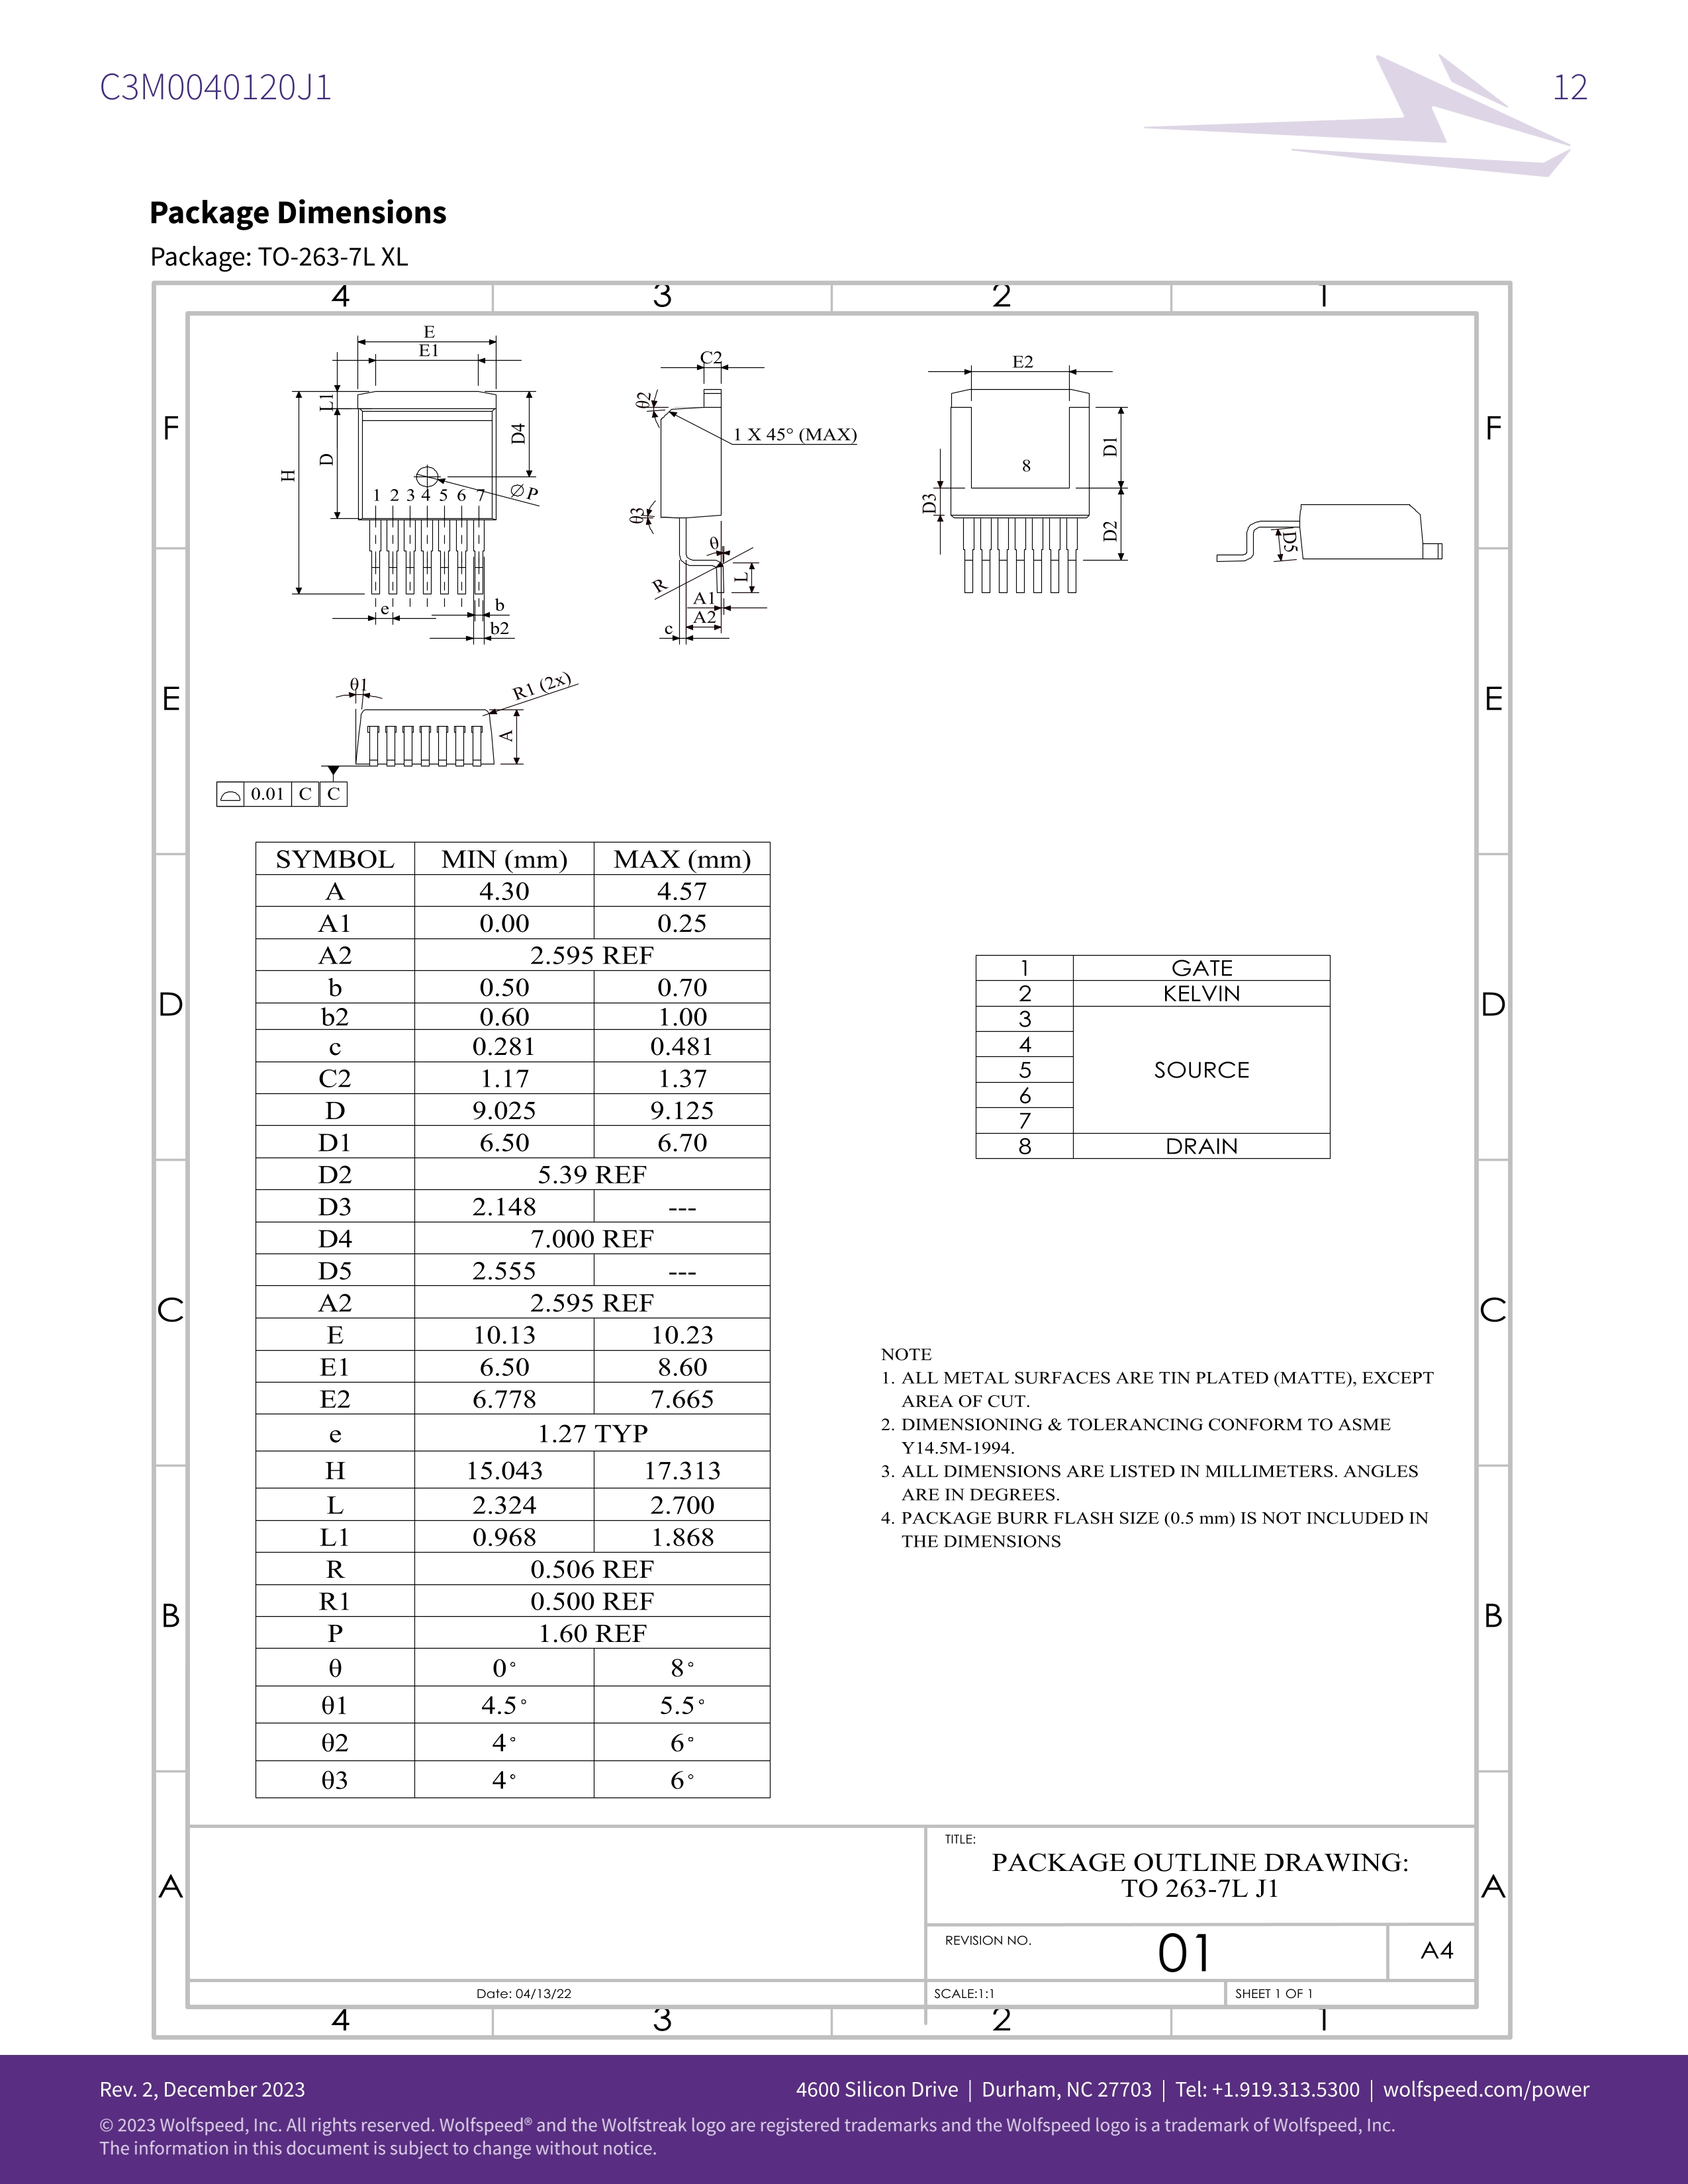 C3M0040120J1
12
Package Dimensions
Package: TO-263-7L XL
4 3 2 1
F
E
D
C
B
A
F
E
D
C
B
A
E
E1
L1
D
H
D4
1 2 3 4 5 6 7
∅P
e
b
b2
C2
θ2
1 X 45° (MAX)
θ3
θ
R
L
A1
A2
c
E2
8
D1
D3
D2
D5
θ1
R1 (2x)
A
0.01 C C
SYMBOL MIN (mm) MAX (mm)
A 4.30 4.57
A1 0.00 0.25
A2 2.595 REF
b 0.50 0.70
b2 0.60 1.00
c 0.281 0.481
C2 1.17 1.37
D 9.025 9.125
D1 6.50 6.70
D2 5.39 REF
D3 2.148 ---
D4 7.000 REF
D5 2.555 ---
A2 2.595 REF
E 10.13 10.23
E1 6.50 8.60
E2 6.778 7.665
e 1.27 TYP
H 15.043 17.313
L 2.324 2.700
L1 0.968 1.868
R 0.506 REF
R1 0.500 REF
P 1.60 REF
θ 0° 8°
θ1 4.5° 5.5°
θ2 4° 6°
θ3 4° 6°
1 GATE
2 KELVIN
3
4
5 SOURCE
6
7
8 DRAIN
NOTE
1. ALL METAL SURFACES ARE TIN PLATED (MATTE), EXCEPT
AREA OF CUT.
2. DIMENSIONING & TOLERANCING CONFORM TO ASME
Y14.5M-1994.
3. ALL DIMENSIONS ARE LISTED IN MILLIMETERS. ANGLES
ARE IN DEGREES.
4. PACKAGE BURR FLASH SIZE (0.5 mm) IS NOT INCLUDED IN
THE DIMENSIONS
TITLE:
PACKAGE OUTLINE DRAWING:
TO 263-7L J1
REVISION NO. 01 A4
Date: 04/13/22
SCALE:1:1 SHEET 1 OF 1
4 3 2 1
Rev. 2, December 2023
4600 Silicon Drive | Durham, NC 27703 | Tel: +1.919.313.5300 | wolfspeed.com/power
© 2023 Wolfspeed, Inc. All rights reserved. Wolfspeed® and the Wolfstreak logo are registered trademarks and the Wolfspeed logo is a trademark of Wolfspeed, Inc.
The information in this document is subject to change without notice.